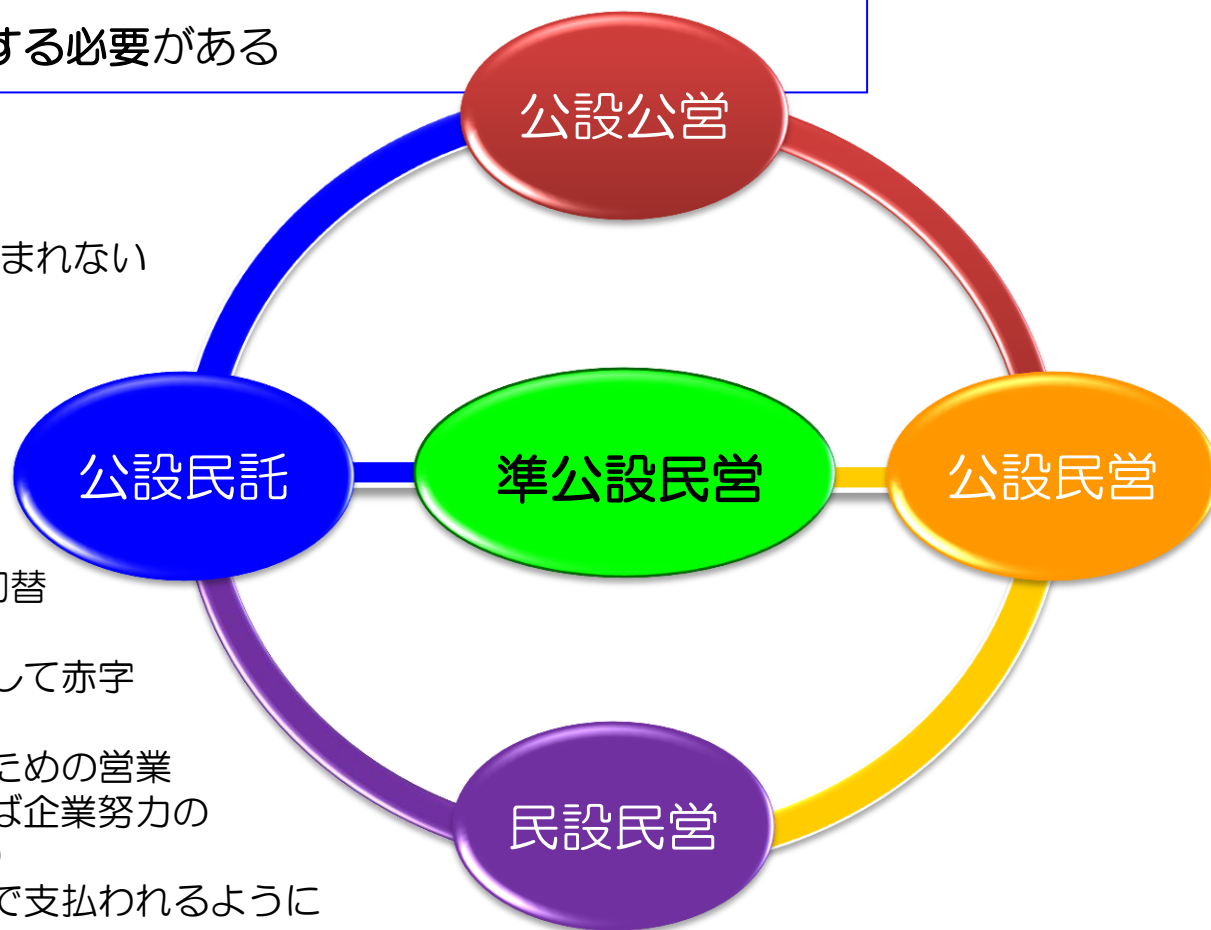 する必要がある
公設公営
まれない
公設民託
準公設民営
公設民営
替
して赤字
ための営業
ば企業努力の
）
民設民営
で支払われるように